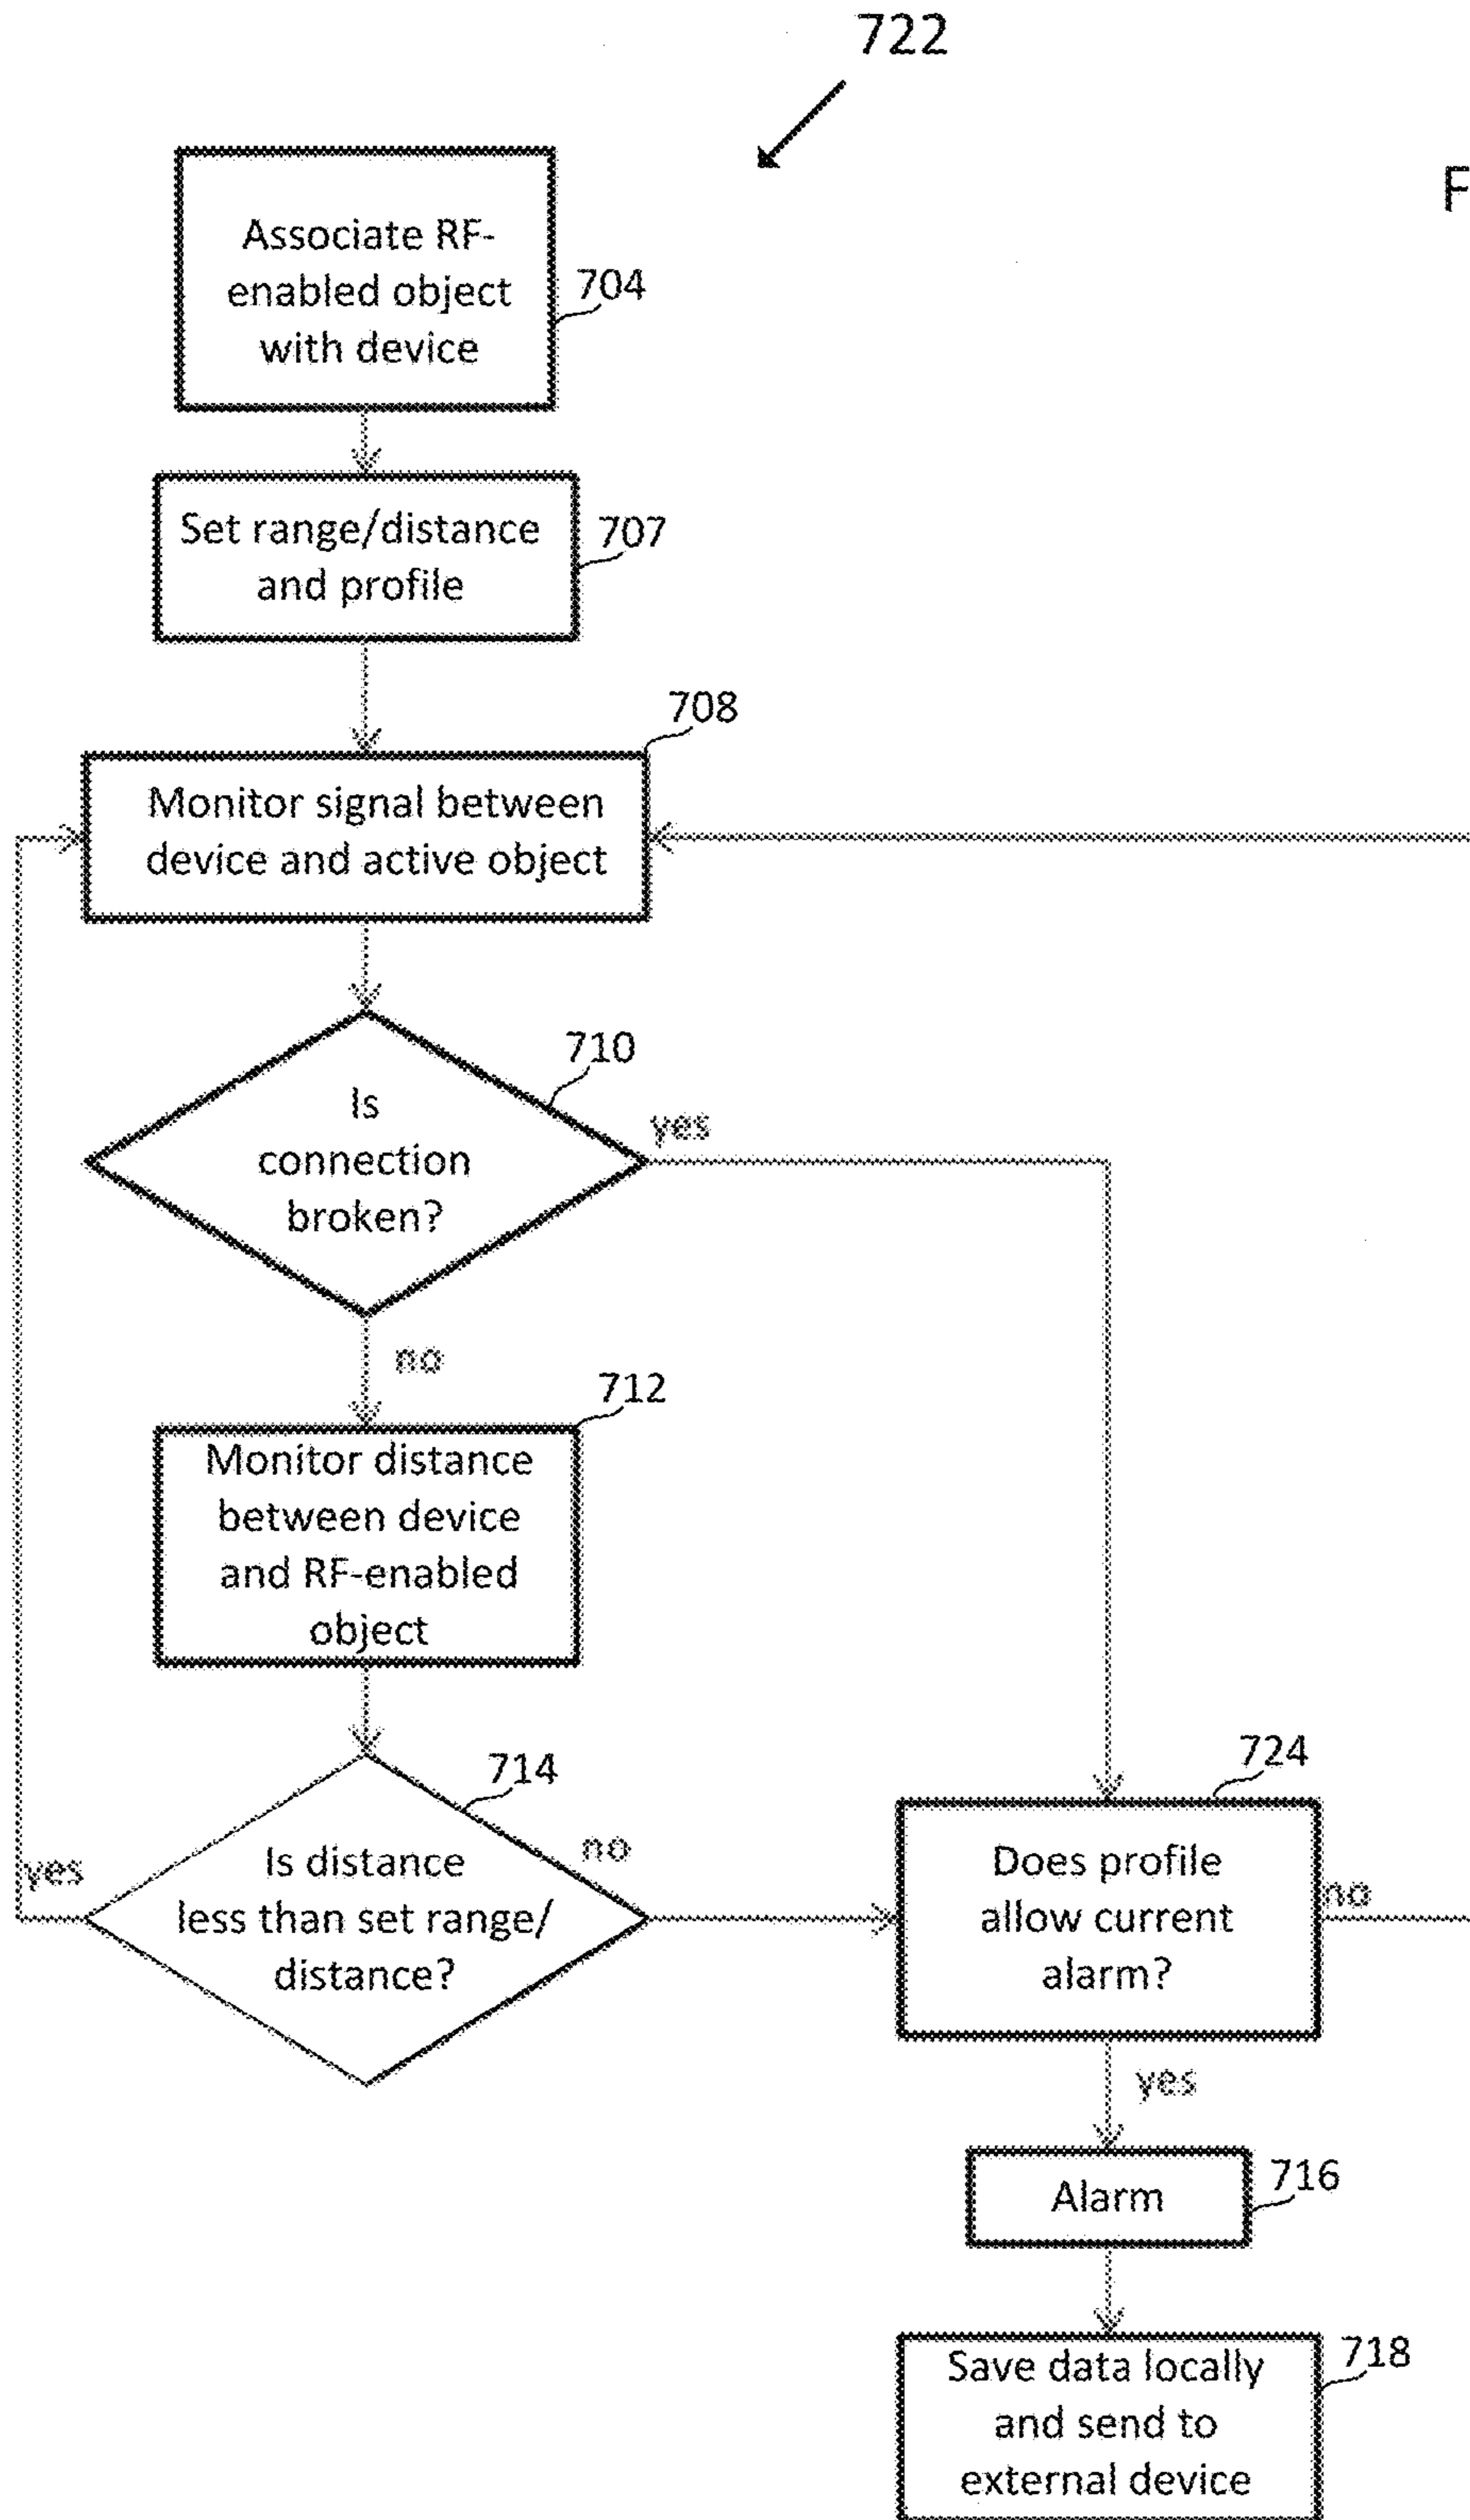 722
F
Associate RF-
enabled object
with device
704
Set range/distance
and profile
707
708
Monitor signal between
device and active object
710
Is
connection
broken?
yes
no
712
Monitor distance
between device
and RF-enabled
object
714
Is distance
less than set range/
distance?
yes
no
724
Does profile
allow current
alarm?
no
yes
Alarm
716
Save data locally
and send to
external device
718